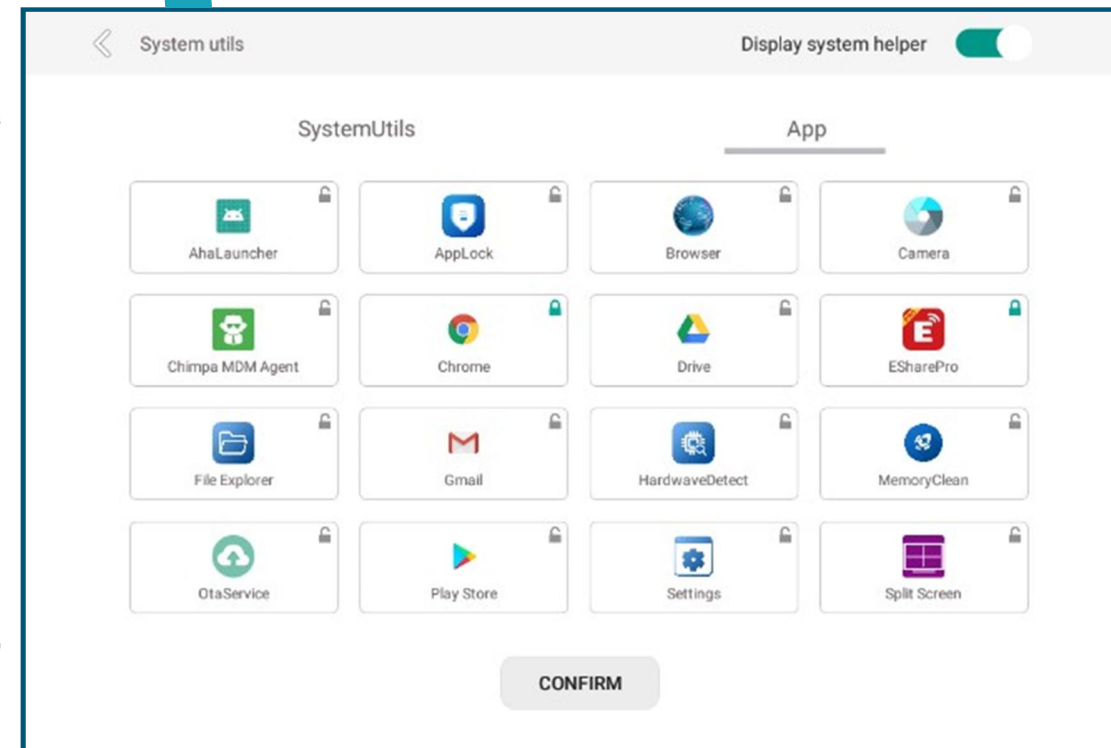 System utils
Display system helper
SystemUtils
App
AhaLauncher
AppLock
Browser
Camera
Chimpa MDM Agent
Chrome
Drive
E
ESharePro
File Explorer
Gmail
HardwaveDetect
MemoryClean
OtaService
Play Store
Settings
Split Screen
CONFIRM